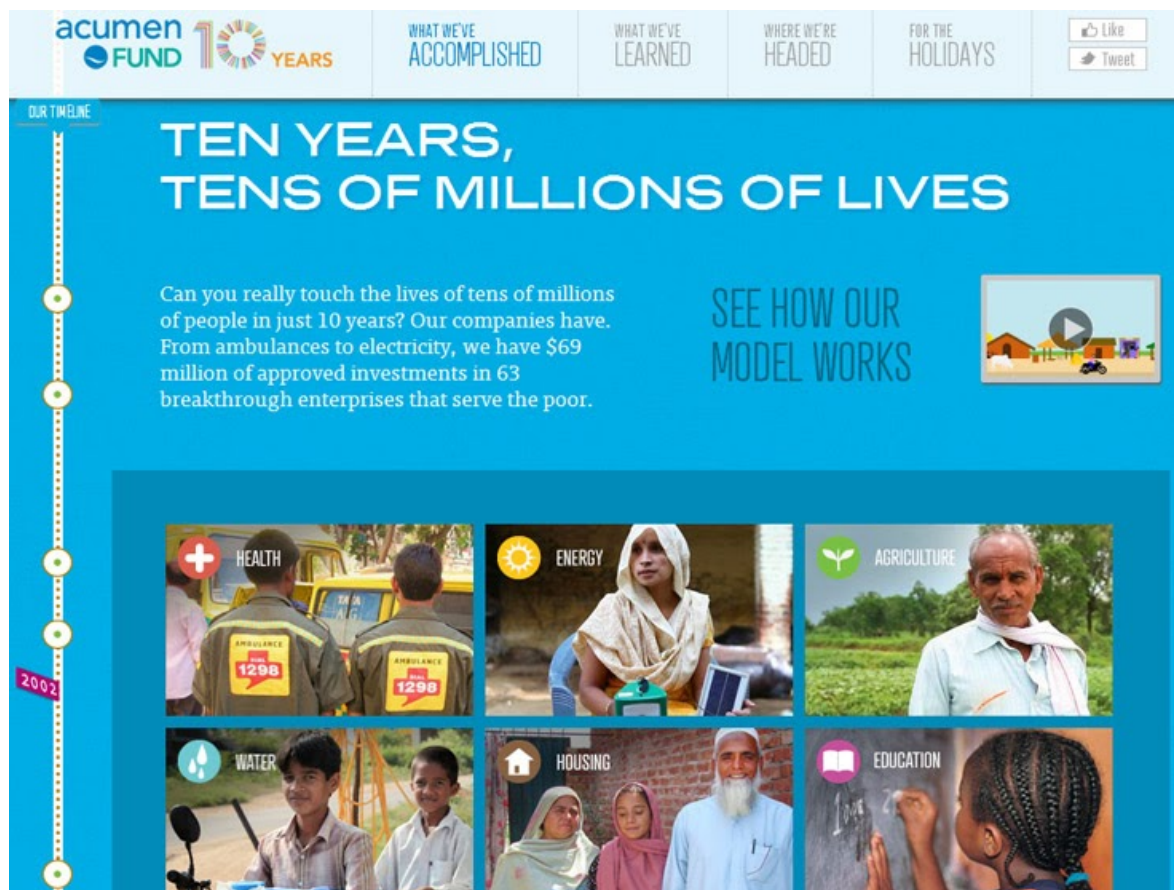 acumen
FUND
10
YEARS
WHAT WE'VE
ACCOMPLISHED
WHAT WE'VE
LEARNED
WHERE WE'RE
HEADED
FOR THE
HOLIDAYS
Like
Tweet
OUR TIMELINE
TEN YEARS,
TENS OF MILLIONS OF LIVES
Can you really touch the lives of tens of millions
of people in just 10 years? Our companies have.
From ambulances to electricity, we have $69
million of approved investments in 63
breakthrough enterprises that serve the poor.
SEE HOW OUR
MODEL WORKS
HEALTH
ENERGY
AGRICULTURE
TATA
AMBULANCE
DIAL
1298
AMBULANCE
DIAL
1298
2002
WATER
HOUSING
EDUCATION